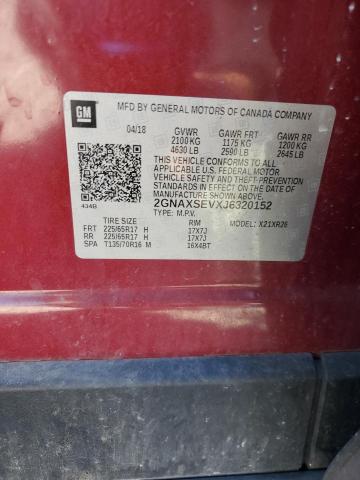 GM
MFD BY GENERAL MOTORS OF CANADA COMPANY
04/18 GVWR GAWR FRT GAWR RR
2100 KG 1175 KG 1200 KG
4630 LB 2590 LB 2645 LB
THIS VEHICLE CONFORMS TO ALL
APPLICABLE U.S. FEDERAL MOTOR
VEHICLE SAFETY, BUMPER, AND
THEFT PREVENTION STANDARDS IN
EFFECT ON THE DATE OF
MANUFACTURE SHOWN ABOVE.
434B 2GNAXSEVXJ6320152
TYPE: M.P.V. X21XR26
TIRE SIZE RIM
FRT 225/65R17 H 17X7J
RR 225/65R17 H 17X7J
SPA T135/70R16 M 16X4BT